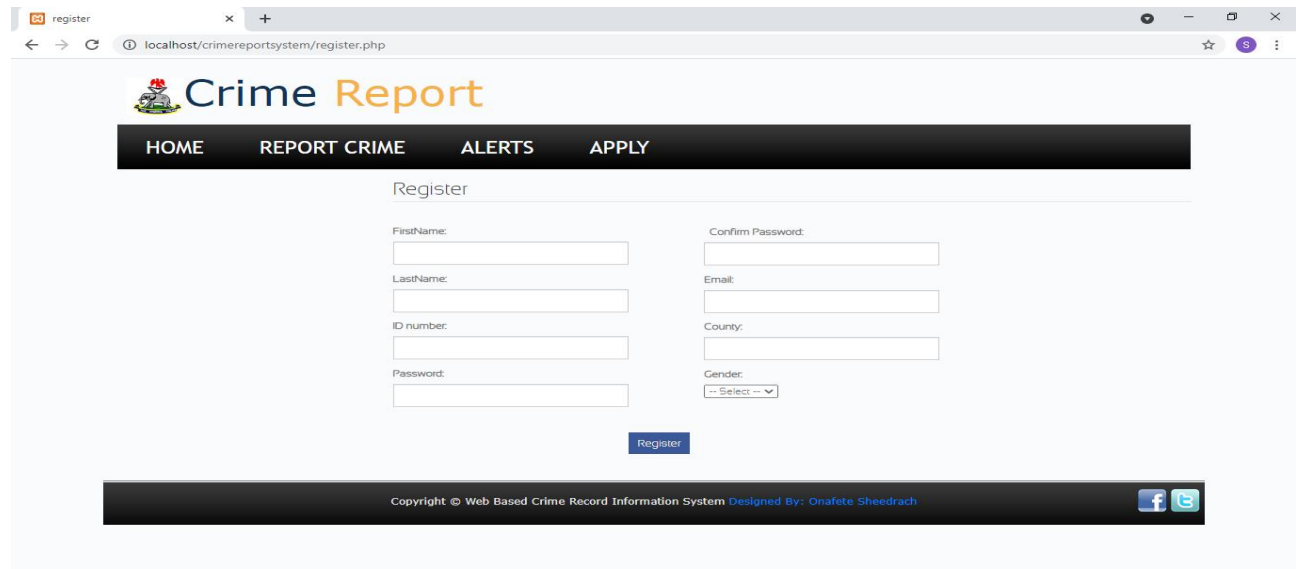 register
localhost/crimereportsystem/register.php
S
Crime Report
HOME REPORT CRIME ALERTS APPLY
Register
FirstName:
Confirm Password:
LastName:
Email:
ID number:
County:
Password:
Gender:
-- Select --
Register
Copyright © Web Based Crime Record Information System Designed By: Onafete Sheedrach